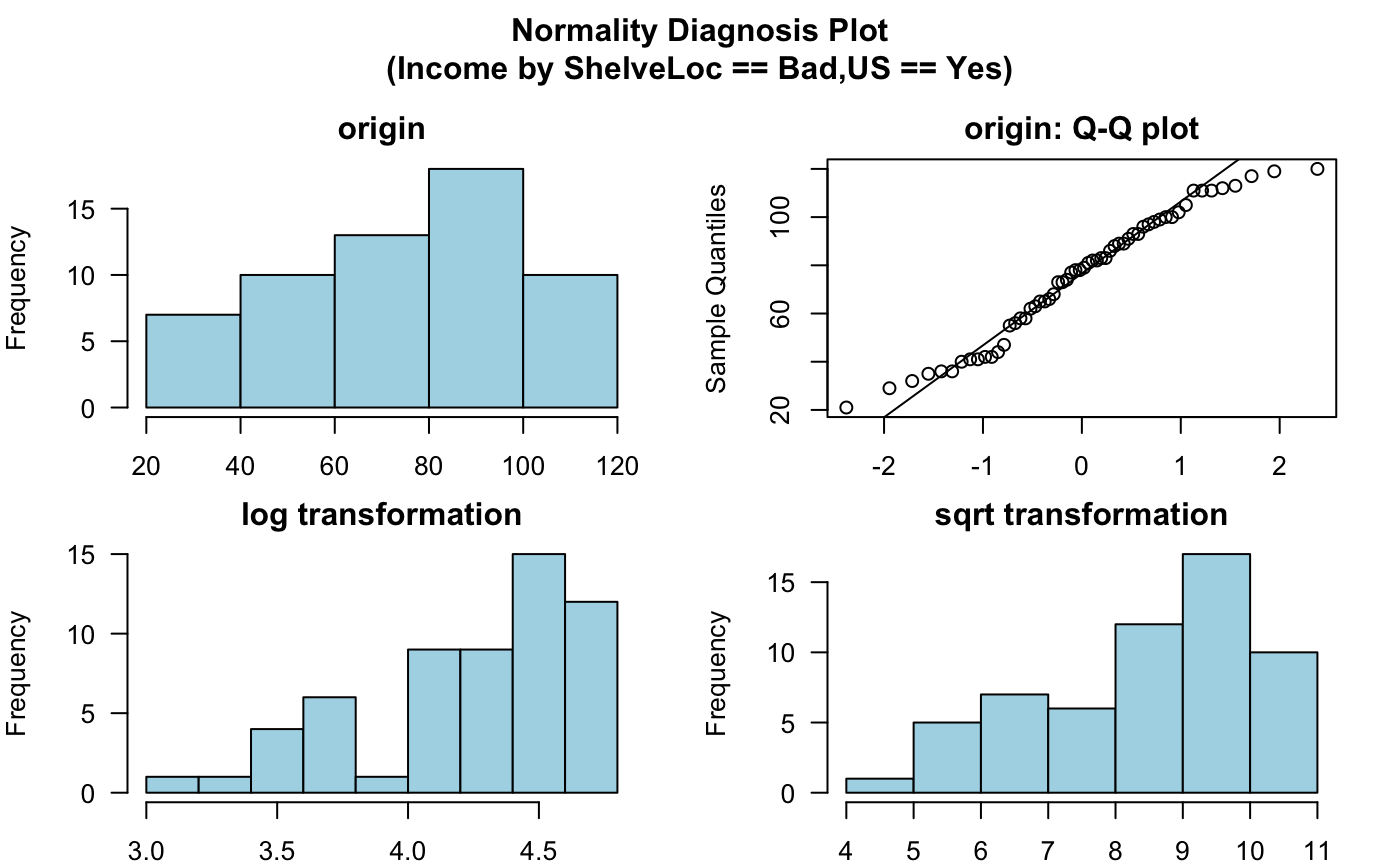 Normality Diagnosis Plot
(Income by ShelveLoc == Bad,US == Yes)
origin
Frequency
15
10
5
0
20 40 60 80 100 120
origin: Q-Q plot
Sample Quantiles
100
60
20
-2 -1 0 1 2
log transformation
Frequency
15
10
5
0
3.0 3.5 4.0 4.5
sqrt transformation
Frequency
15
10
5
0
4 5 6 7 8 9 10 11